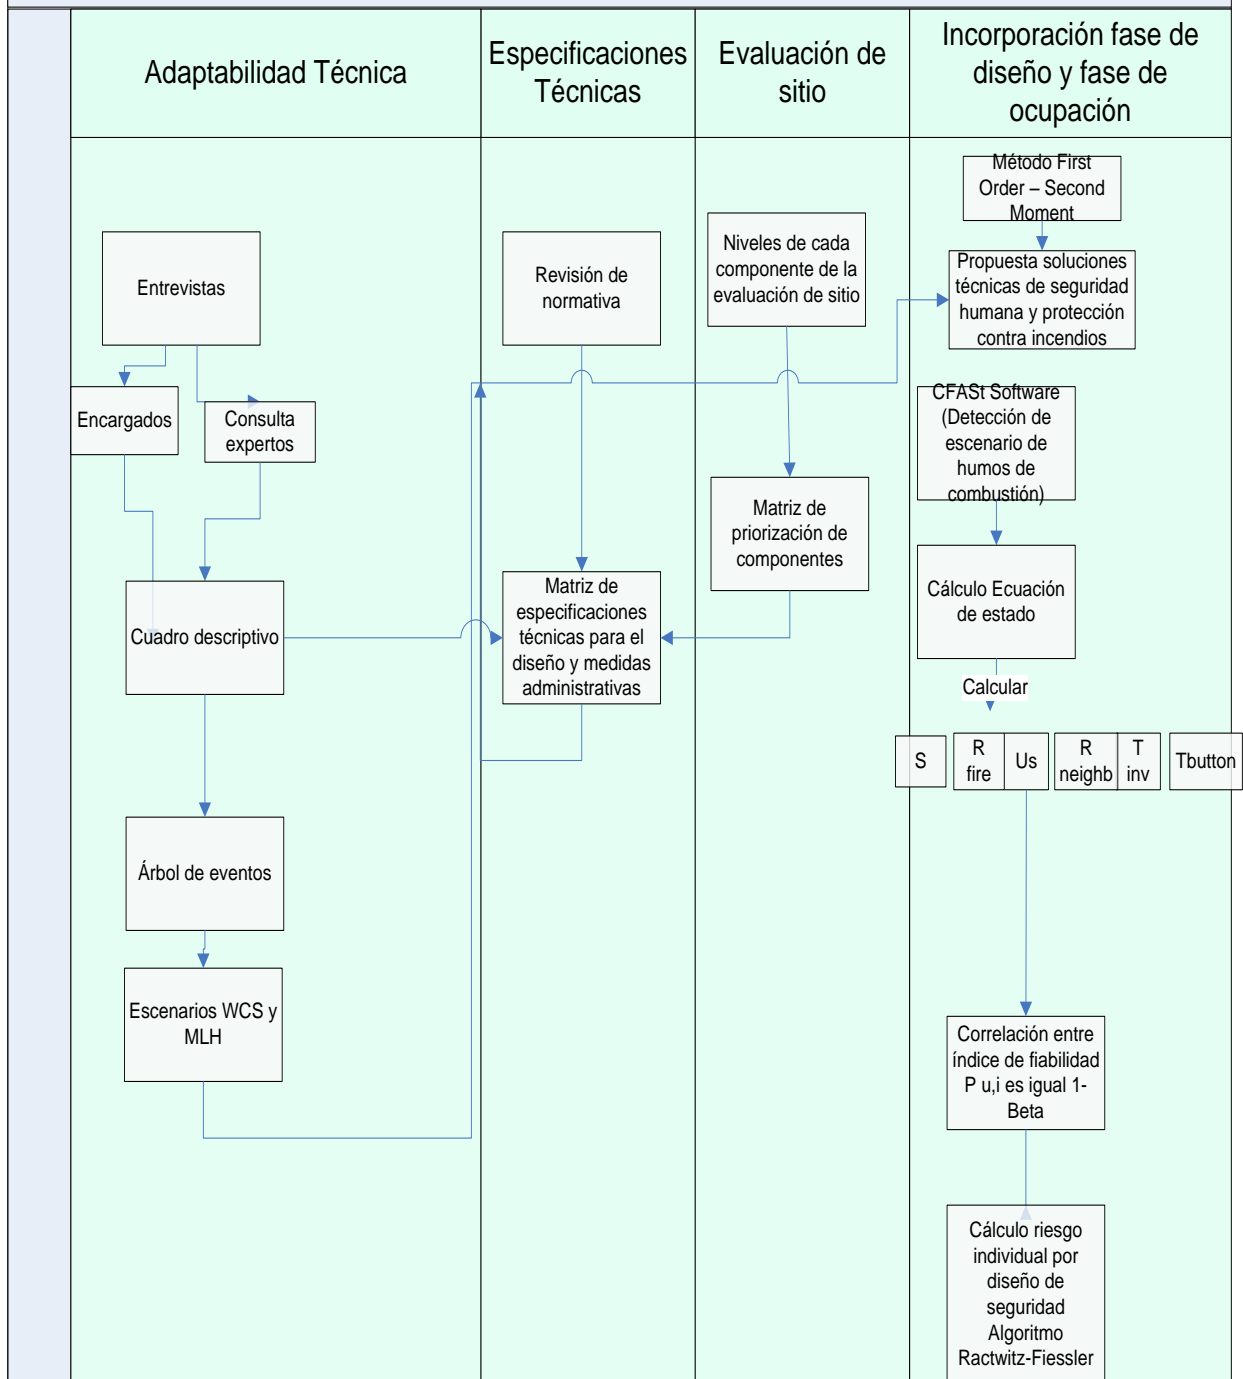 Adaptabilidad Técnica
Especificaciones
Técnicas
Evaluación de
sitio
Incorporación fase de
diseño y fase de
ocupación
Entrevistas
Encargados
Consulta
expertos
Cuadro descriptivo
Árbol de eventos
Escenarios WCS y
MLH
Revisión de
normativa
Matriz de
especificaciones
técnicas para el
diseño y medidas
administrativas
Niveles de cada
componente de la
evaluación de sitio
Matriz de
priorización de
componentes
Método First
Order – Second
Moment
Propuesta soluciones
técnicas de seguridad
humana y protección
contra incendios
CFASt Software
(Detección de
escenario de
humos de
combustión)
Cálculo Ecuación
de estado
Calcular
S
R
fire
Us
R
neighb
T
inv
Tbutton
Correlación entre
índice de fiabilidad
P u,i es igual 1-
Beta
Cálculo riesgo
individual por
diseño de
seguridad
Algoritmo
Ractwitz-Fiessler